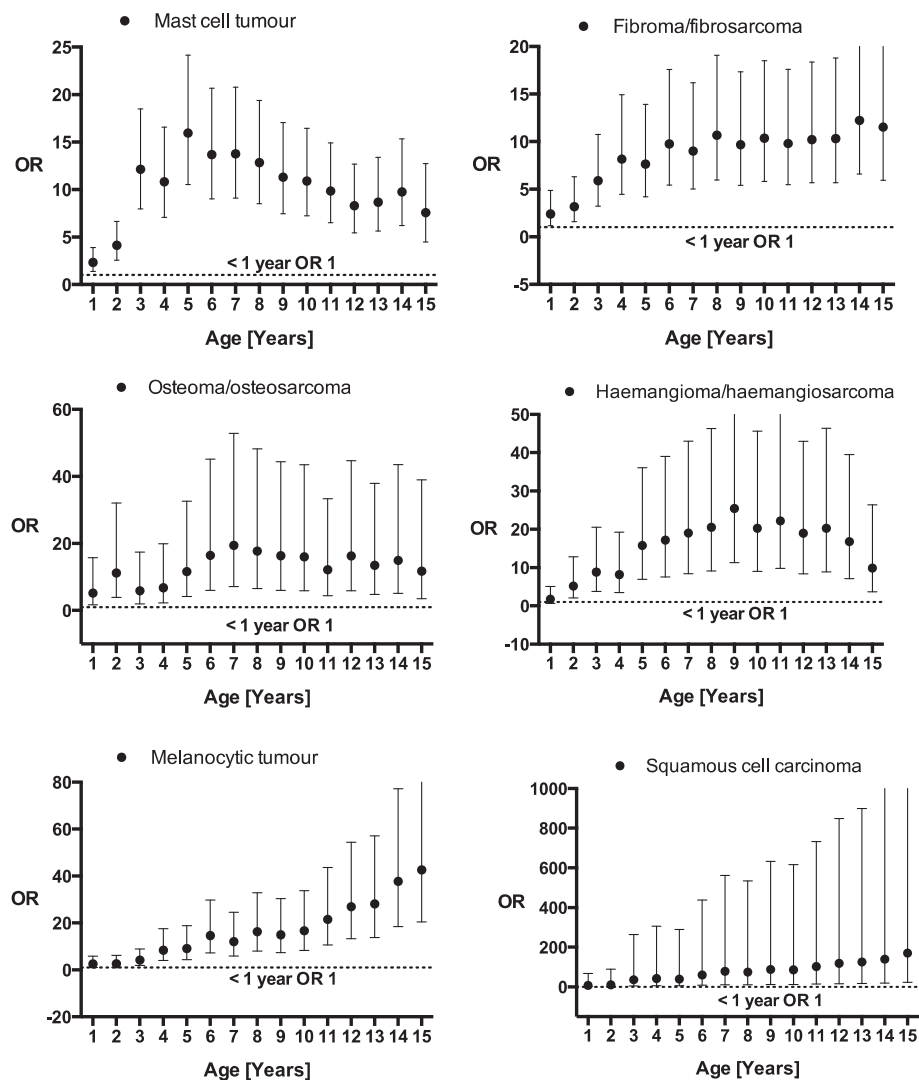 Mast cell tumour
25
20
15
10
5
0
OR
< 1 year OR 1
1 2 3 4 5 6 7 8 9 10 11 12 13 14 15
Age [Years]
Fibroma/fibrosarcoma
20
15
10
5
0
-5
OR
< 1 year OR 1
1 2 3 4 5 6 7 8 9 10 11 12 13 14 15
Age [Years]
Osteoma/osteosarcoma
60
40
20
0
OR
< 1 year OR 1
1 2 3 4 5 6 7 8 9 10 11 12 13 14 15
Age [Years]
Haemangioma/haemangiosarcoma
50
40
30
20
10
0
-10
OR
< 1 year OR 1
1 2 3 4 5 6 7 8 9 10 11 12 13 14 15
Age [Years]
Melanocytic tumour
80
60
40
20
0
-20
OR
< 1 year OR 1
1 2 3 4 5 6 7 8 9 10 11 12 13 14 15
Age [Years]
Squamous cell carcinoma
1000
800
600
400
200
0
OR
< 1 year OR 1
1 2 3 4 5 6 7 8 9 10 11 12 13 14 15
Age [Years]